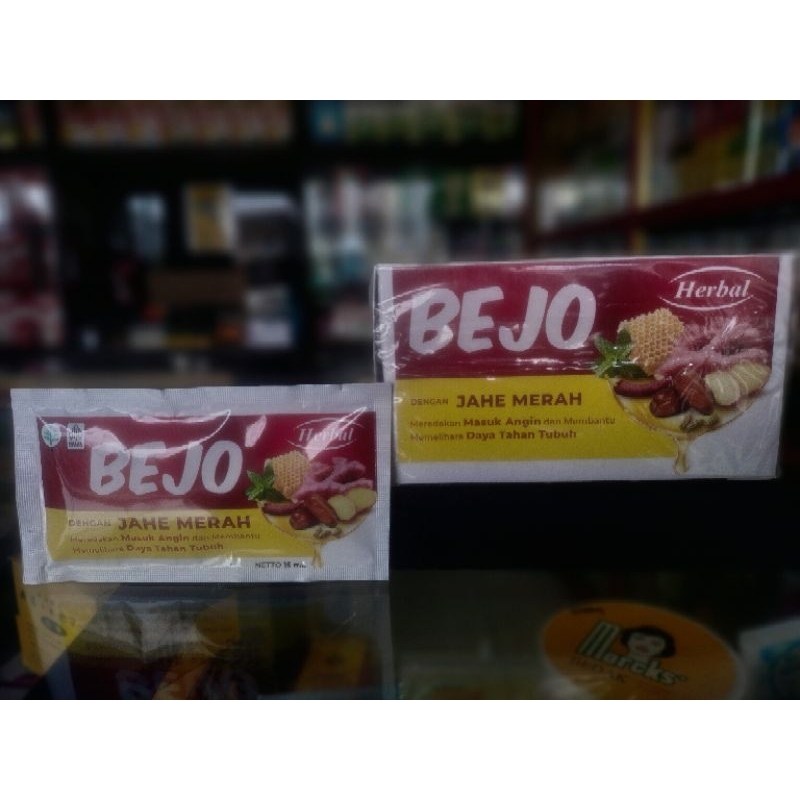 Herbal
BEJO
DENGAN JAHE MERAH
Meredakan Masuk Angin dan Membantu
Memelihara Daya Tahan Tubuh
Herbal
BEJO
DENGAN JAHE MERAH
Meredakan Masuk Angin dan Membantu
Memelihara Daya Tahan Tubuh
NETTO 15 mL
Marcks'